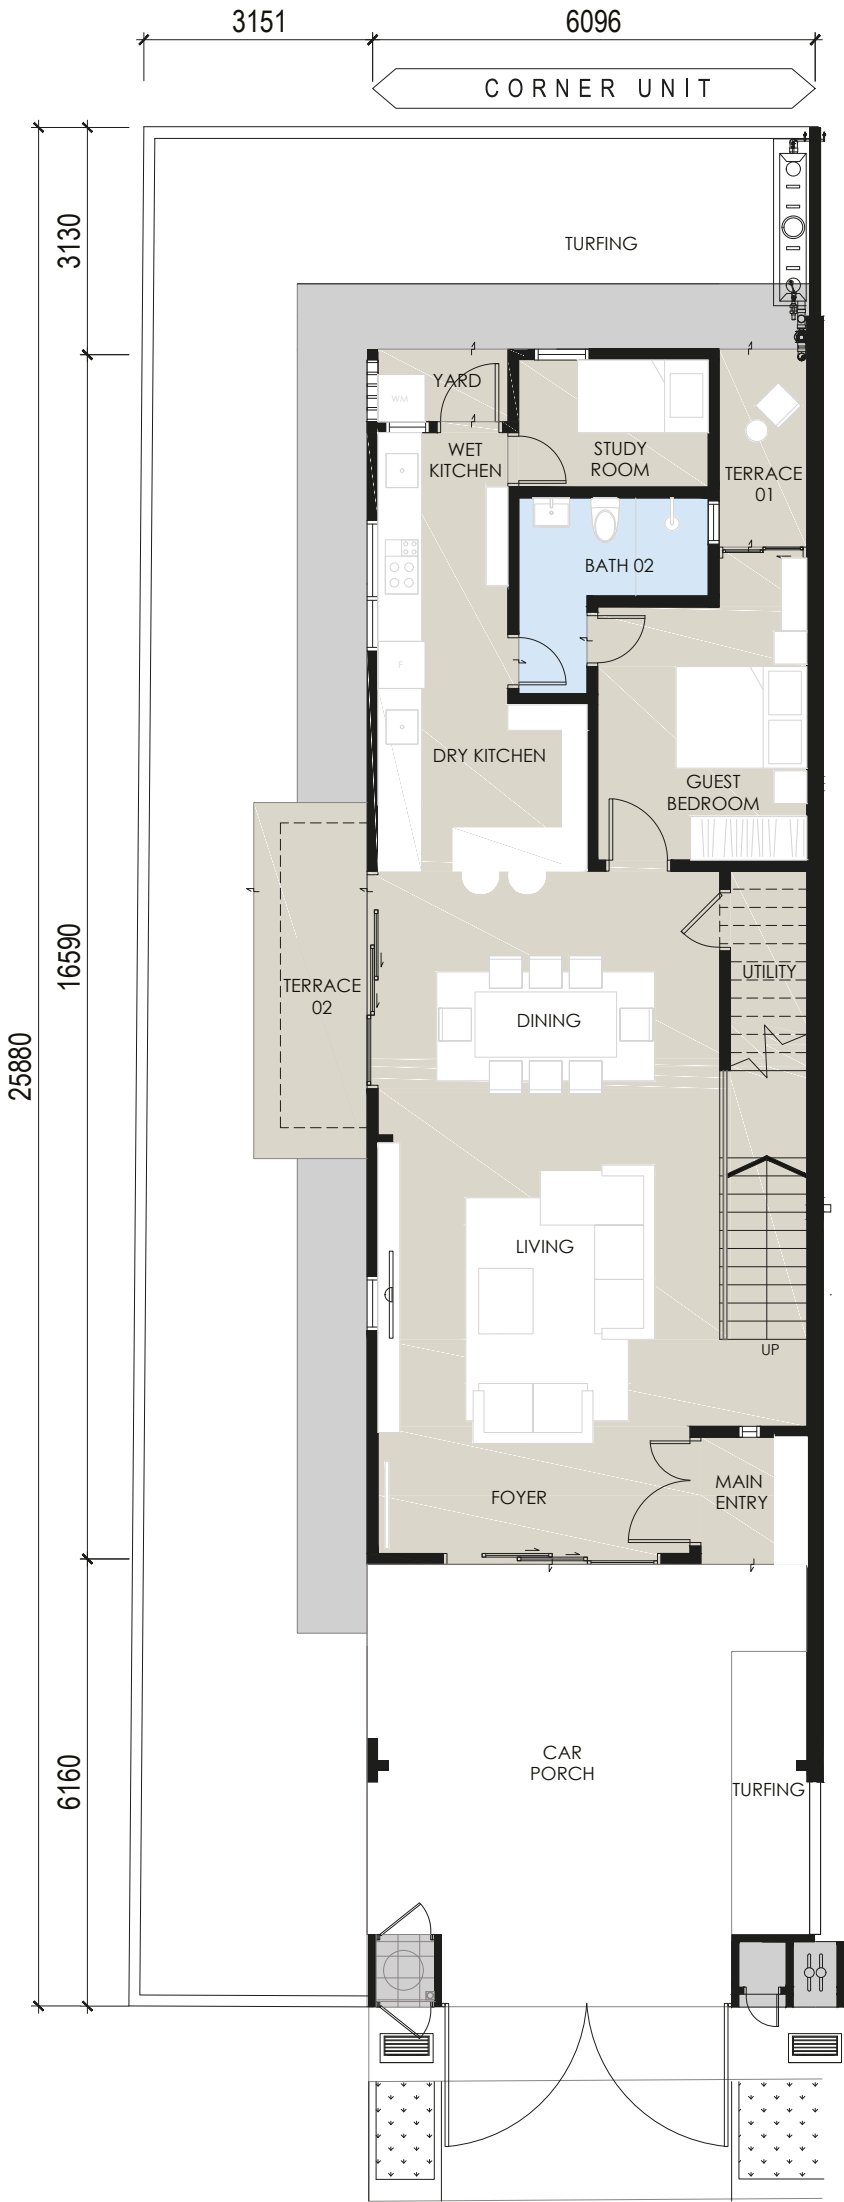 3151
6096
CORNER UNIT
3130
TURFING
YARD
WM
WET
KITCHEN
STUDY
ROOM
TERRACE
01
BATH 02
F
DRY KITCHEN
GUEST
BEDROOM
16590
25880
UTILITY
TERRACE
02
DINING
LIVING
UP
MAIN
ENTRY
FOYER
6160
CAR
PORCH
TURFING